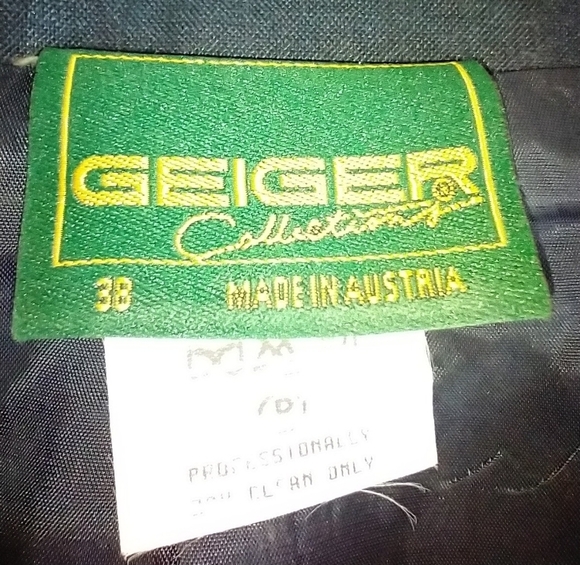 GEIGER
Collections
38 MADE IN AUSTRIA
PROFESSIONALLY
DRY CLEAN ONLY